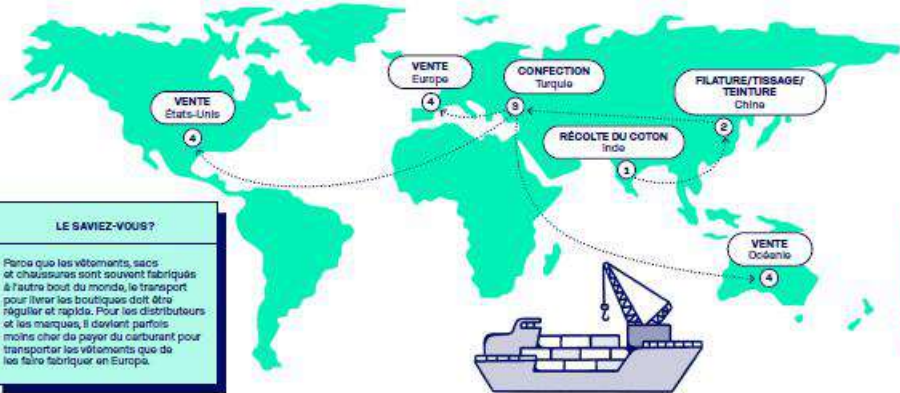 VENTE
Europe
4
CONFECTION
Turquie
3
FILATURE/TISSAGE/
TEINTURE
Chine
2
VENTE
États-Unis
4
RÉCOLTE DU COTON
Inde
1
LE SAVIEZ-VOUS?
Parce que les vêtements, sacs
et chaussures sont souvent fabriqués
à l'autre bout du monde, le transport
pour livrer les boutiques doit être
régulier et rapide. Pour les distributeurs
et les marques, il devient parfois
moins cher de payer du carburant pour
transporter les vêtements que de
les faire fabriquer en Europe.
VENTE
Océanie
4